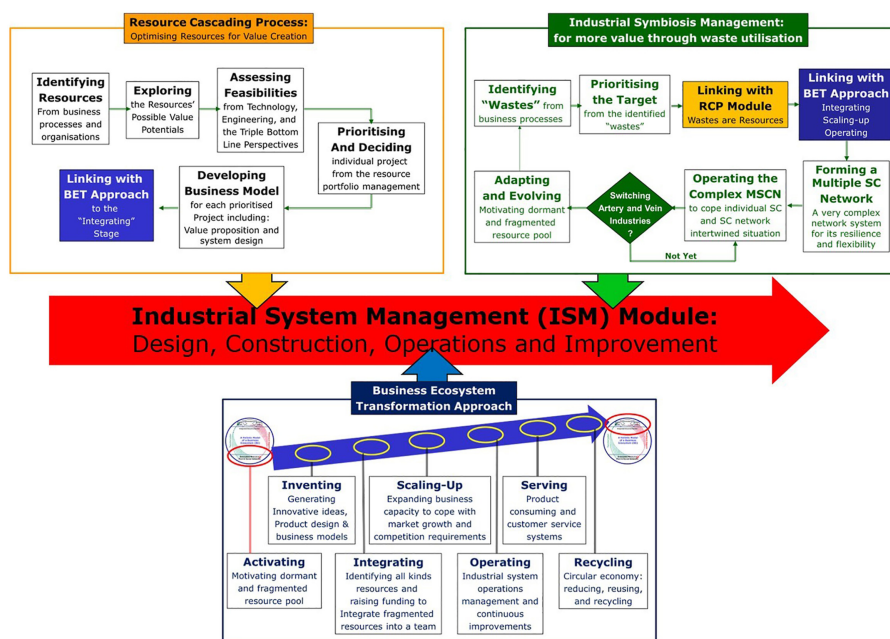 Resource Cascading Process:
Optimising Resources for Value Creation
Identifying
Resources
From business
processes and
organisations
Exploring
the Resources'
Possible Value
Potentials
Assessing
Feasibilities
from Technology,
Engineering, and
the Triple Bottom
Line Perspectives
Prioritising
And Deciding
individual project
from the resource
portfolio management
Developing
Business Model
for each prioritised
Project including:
Value proposition and
system design
Linking with
BET Approach
to the
"Integrating"
Stage
Industrial Symbiosis Management:
for more value through waste utilisation
Identifying
"Wastes" from
business processes
Prioritising
the Target
from the identified
"wastes"
Linking with
RCP Module
Wastes are Resources
Linking with
BET Approach
Integrating
Scaling-up
Operating
Forming a
Multiple SC
Network
A very complex
network system
for its resilience
and flexibility
Operating the
Complex MSCN
to cope individual SC
and SC network
intertwined situation
Switching
Artery and Vein
Industries
?
Not Yet
Adapting
and Evolving
Motivating dormant
and fragmented
resource pool
Industrial System Management (ISM) Module:
Design, Construction, Operations and Improvement
Business Ecosystem
Transformation Approach
Inventing
Generating
Innovative ideas,
Product design &
business models
Scaling-Up
Expanding business
capacity to cope with
market growth and
competition requirements
Serving
Product
consuming and
customer service
systems
Activating
Motivating dormant
and fragmented
resource pool
Integrating
Identifying all kinds
resources and
raising funding to
Integrate fragmented
resources into a team
Operating
Industrial system
operations
management and
continuous
improvements
Recycling
Circular economy:
reducing, reusing,
and recycling